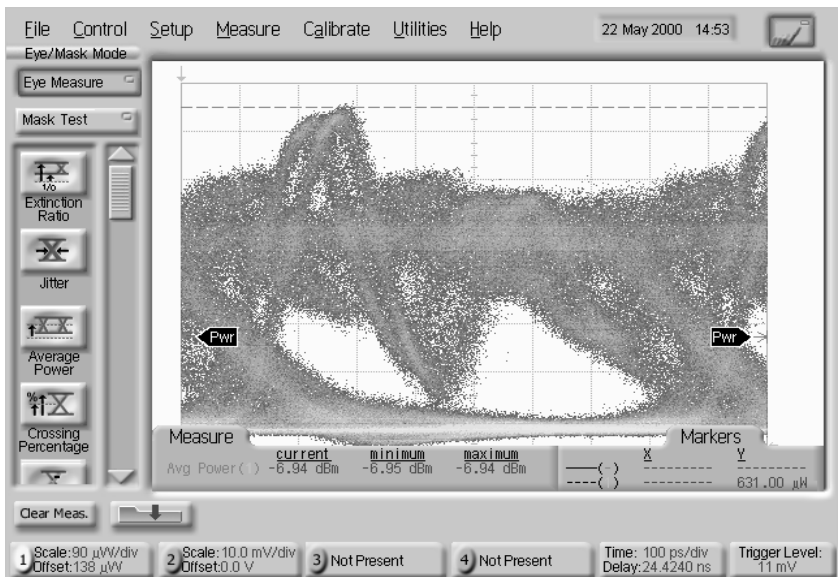 File Control Setup Measure Calibrate Utilities Help 22 May 2000 14:53
Eye/Mask Mode
Eye Measure
Mask Test
1/0
Extinction
Ratio
Jitter
Average
Power
%
Crossing
Percentage
Pwr Pwr
Measure
current minimum maximum
Avg Power( ) -6.94 dBm -6.95 dBm -6.94 dBm
Markers
X Y
——(-) --------- ---------
----( ) --------- 631.00 µW
Clear Meas.
1 Scale:90 µW/div
Offset:138 µW
2 Scale: 10.0 mV/div
Offset:0.0 V
3 Not Present
4 Not Present
Time: 100 ps/div
Delay:24.4240 ns
Trigger Level:
11 mV